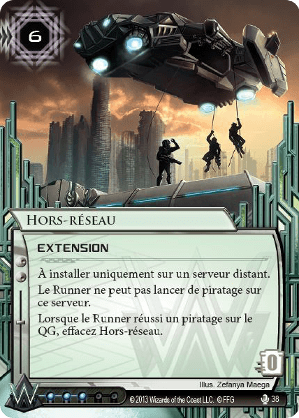 6
HORS-RÉSEAU
EXTENSION
À installer uniquement sur un serveur distant.
Le Runner ne peut pas lancer de piratage sur
ce serveur.
Lorsque le Runner réussi un piratage sur le
QG, effacez Hors-réseau.
0
Illus. Zefanya Maega
© 2013 Wizards of the Coast LLC. © FFG
38